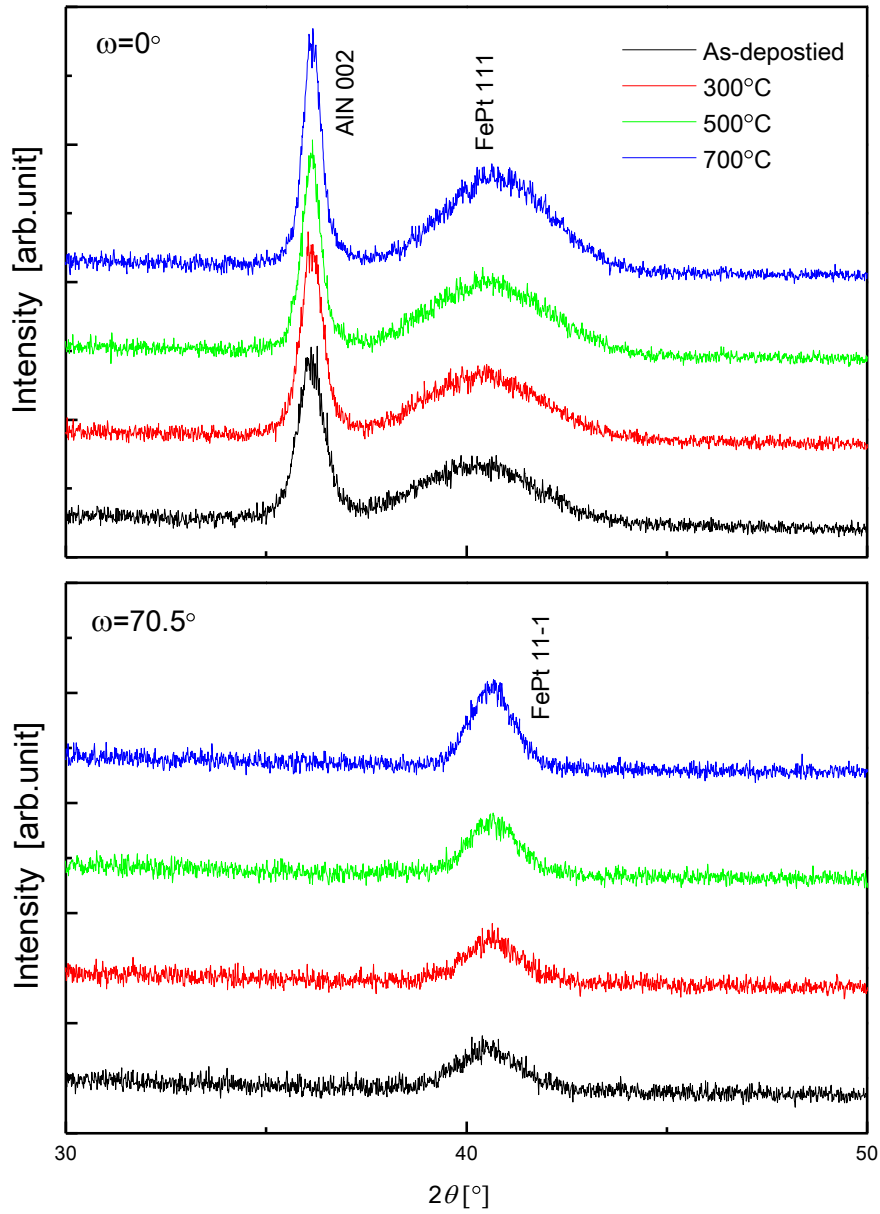 ω=0°
AlN 002
FePt 111
As-depostied
300°C
500°C
700°C
Intensity [arb.unit]
ω=70.5°
FePt 11-1
Intensity [arb.unit]
30
40
50
2θ[°]